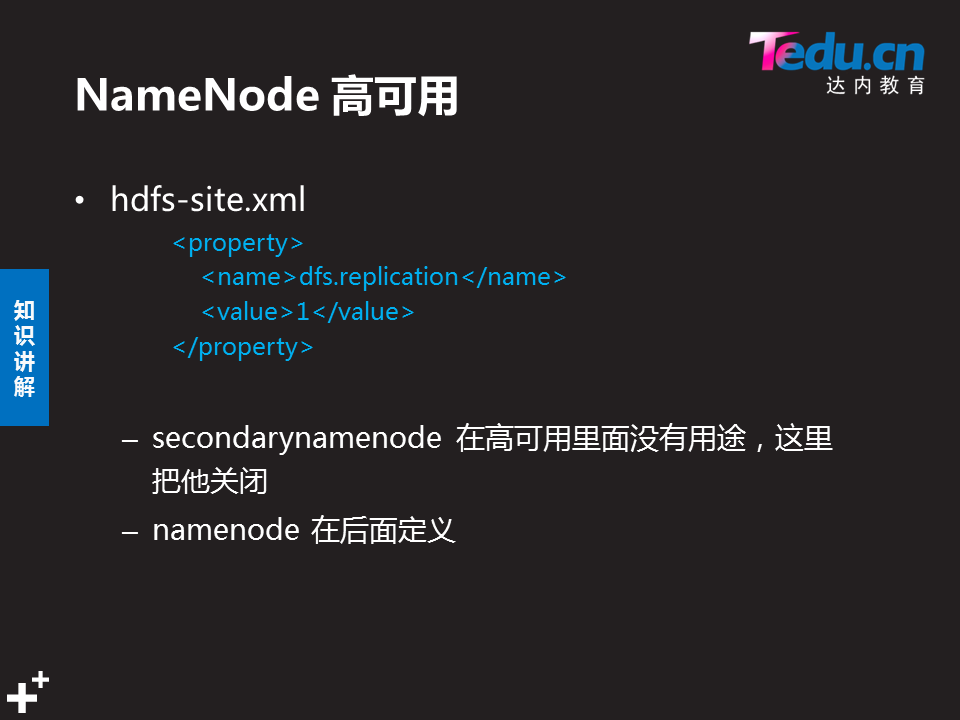 Tedu.cn
达内教育
NameNode 高可用
• hdfs-site.xml
<property>
<name>dfs.replication</name>
<value>1</value>
</property>
知
识
讲
解
– secondarynamenode 在高可用里面没有用途，这里
把他关闭
– namenode 在后面定义